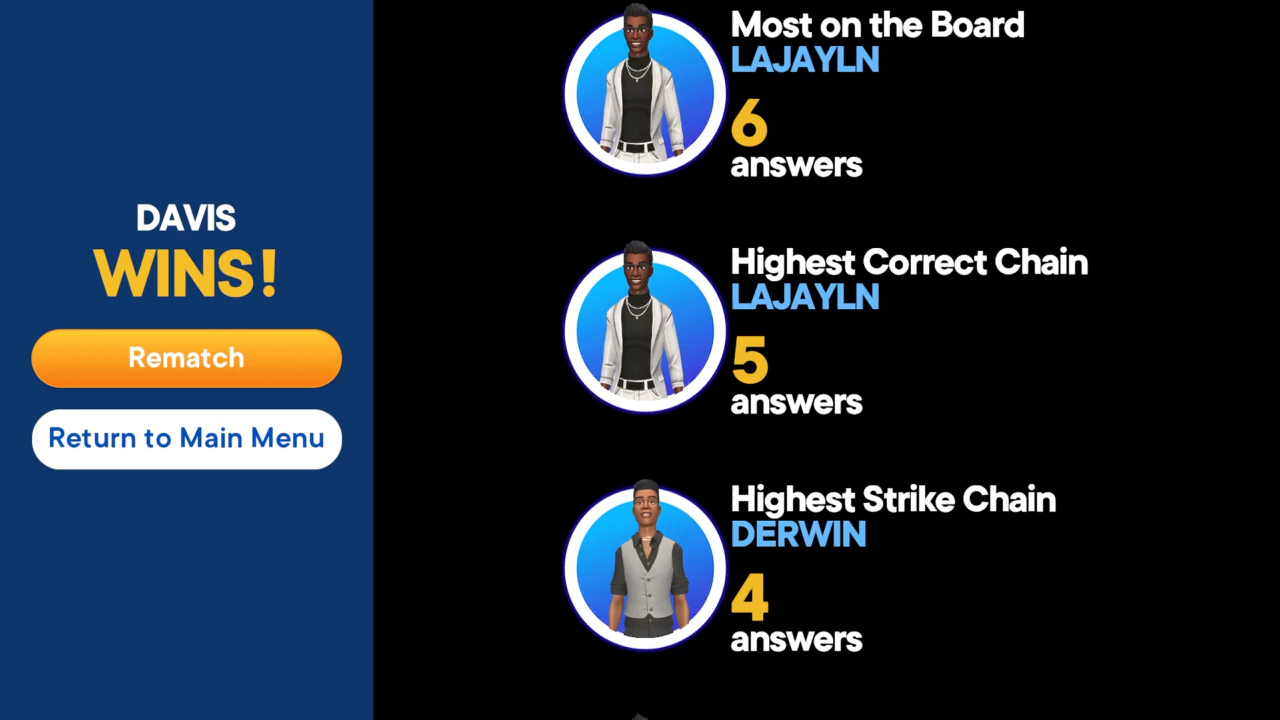 DAVIS
WINS!
Rematch
Return to Main Menu
Most on the Board
LAJAYLN
6
answers
Highest Correct Chain
LAJAYLN
5
answers
Highest Strike Chain
DERWIN
4
answers